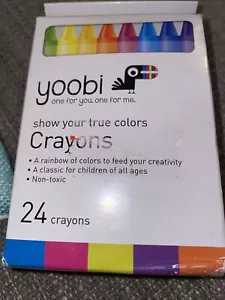 yoobi
one for you. one for me.
show your true colors
Crayons
• A rainbow of colors to feed your creativity
• A classic for children of all ages
• Non-toxic
24 crayons